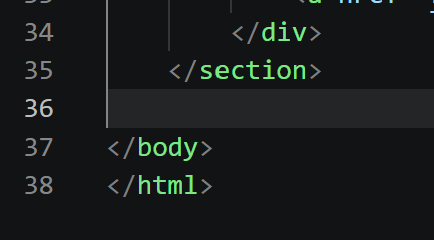 34 </div>
35 </section>
36
37 </body>
38 </html>